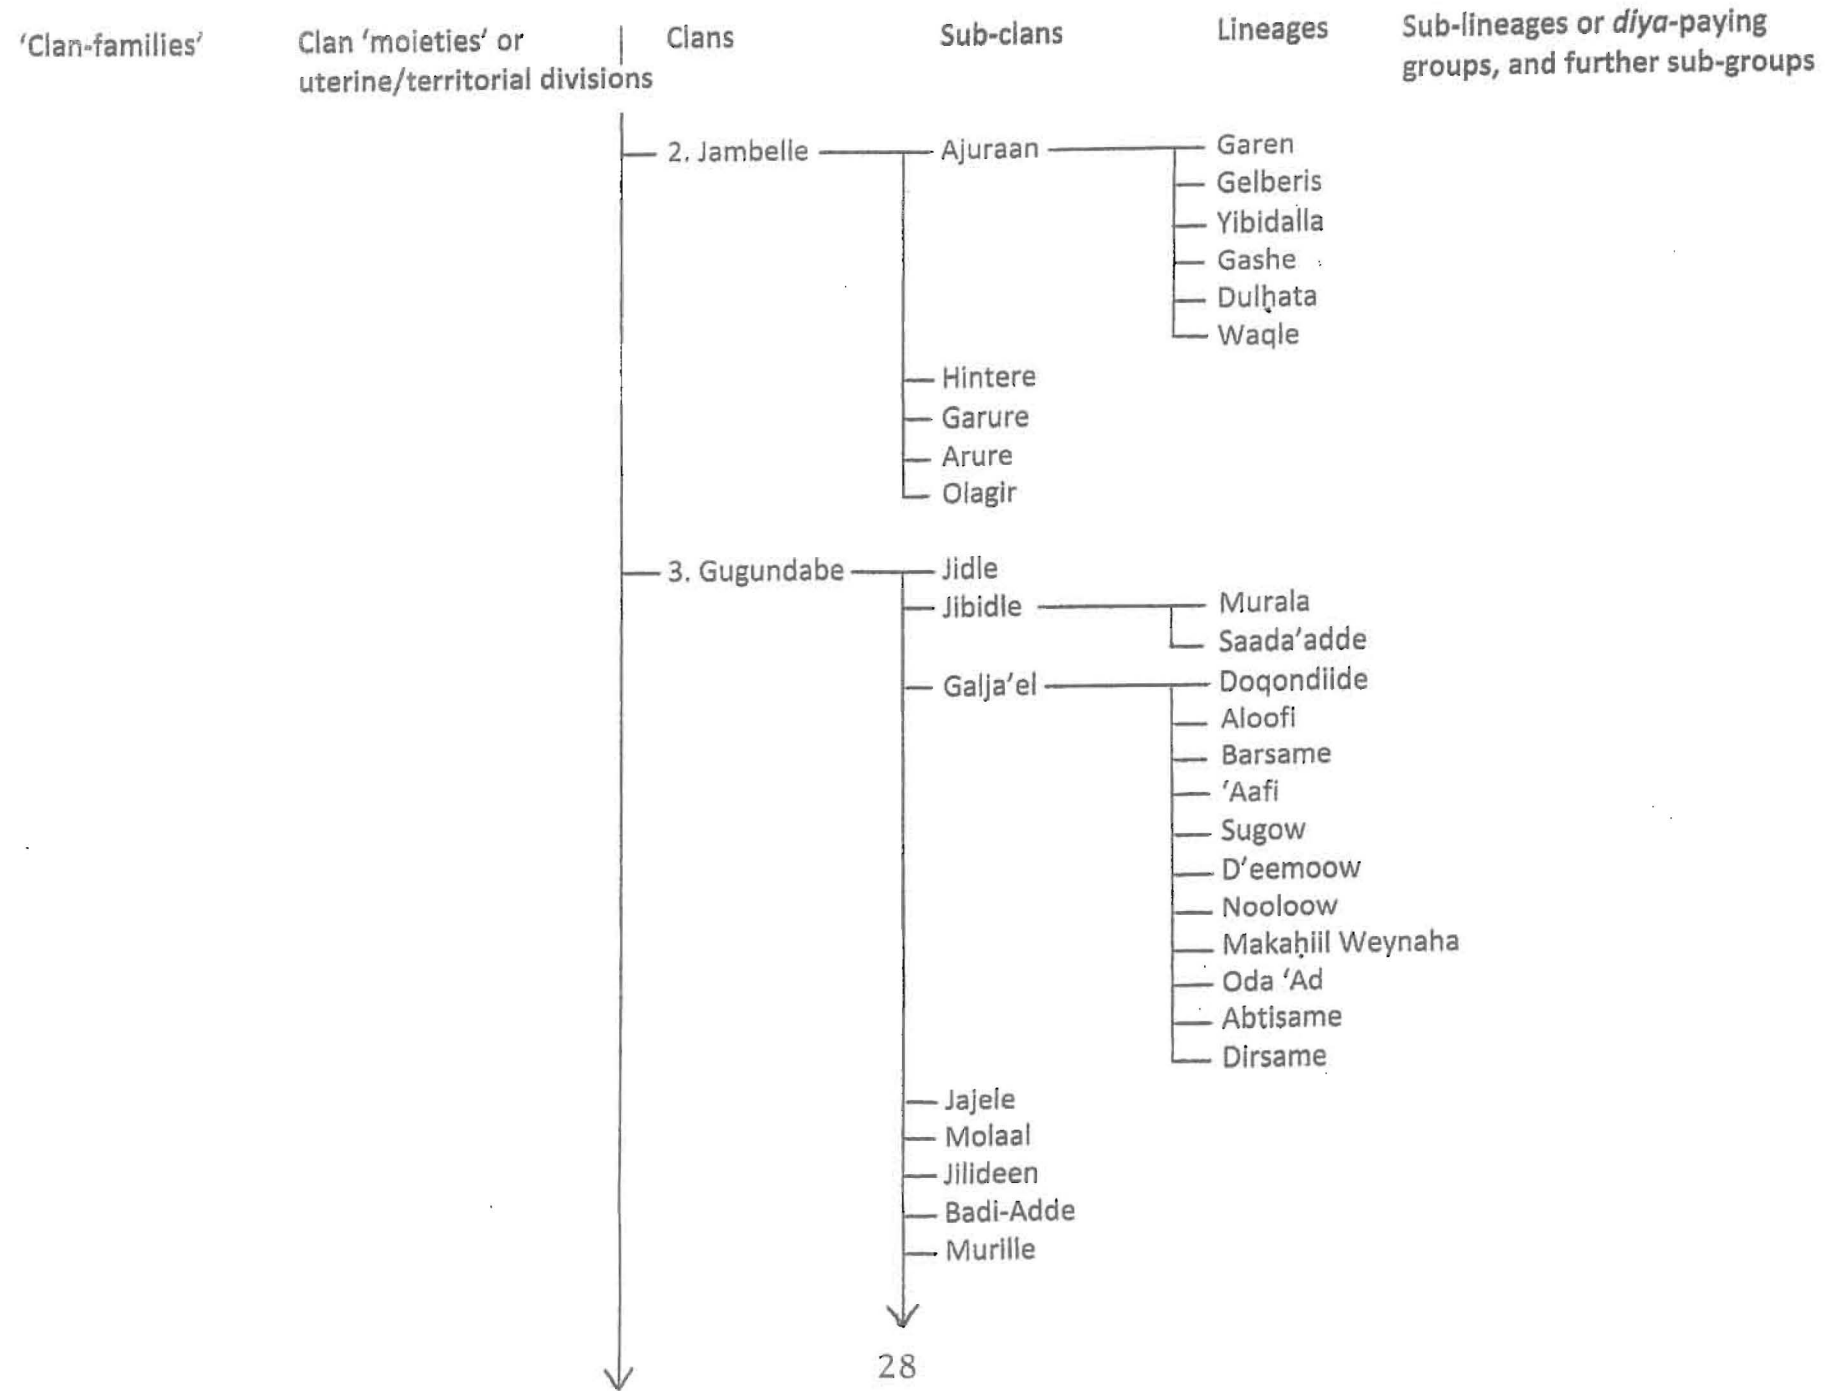 'Clan-families'
Clan 'moieties' or
uterine/territorial divisions
Clans
Sub-clans
Lineages
Sub-lineages or diya-paying
groups, and further sub-groups
2. Jambelle
Ajuraan
Garen
Gelberis
Yibidalla
Gashe
Dulḥata
Waqle
Hintere
Garure
Arure
Olagir
3. Gugundabe
Jidle
Jibidle
Murala
Saada'adde
Galja'el
Doqondiide
Aloofi
Barsame
'Aafi
Sugow
D'eemoow
Nooloow
Makaḥiil Weynaha
Oda 'Ad
Abtisame
Dirsame
Jajele
Molaal
Jilideen
Badi-Adde
Murille
28